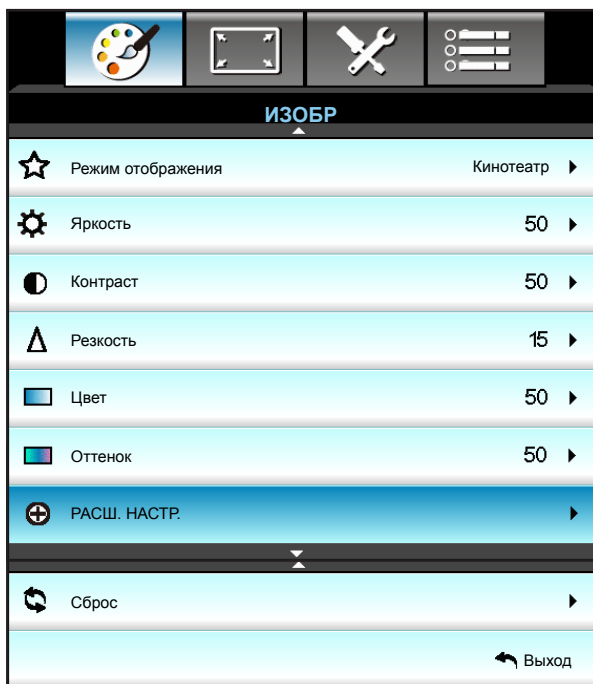 ИЗОБР
Режим отображения Кинотеатр
Яркость 50
Контраст 50
Резкость 15
Цвет 50
Оттенок 50
РАСШ. НАСТР.
Сброс
Выход